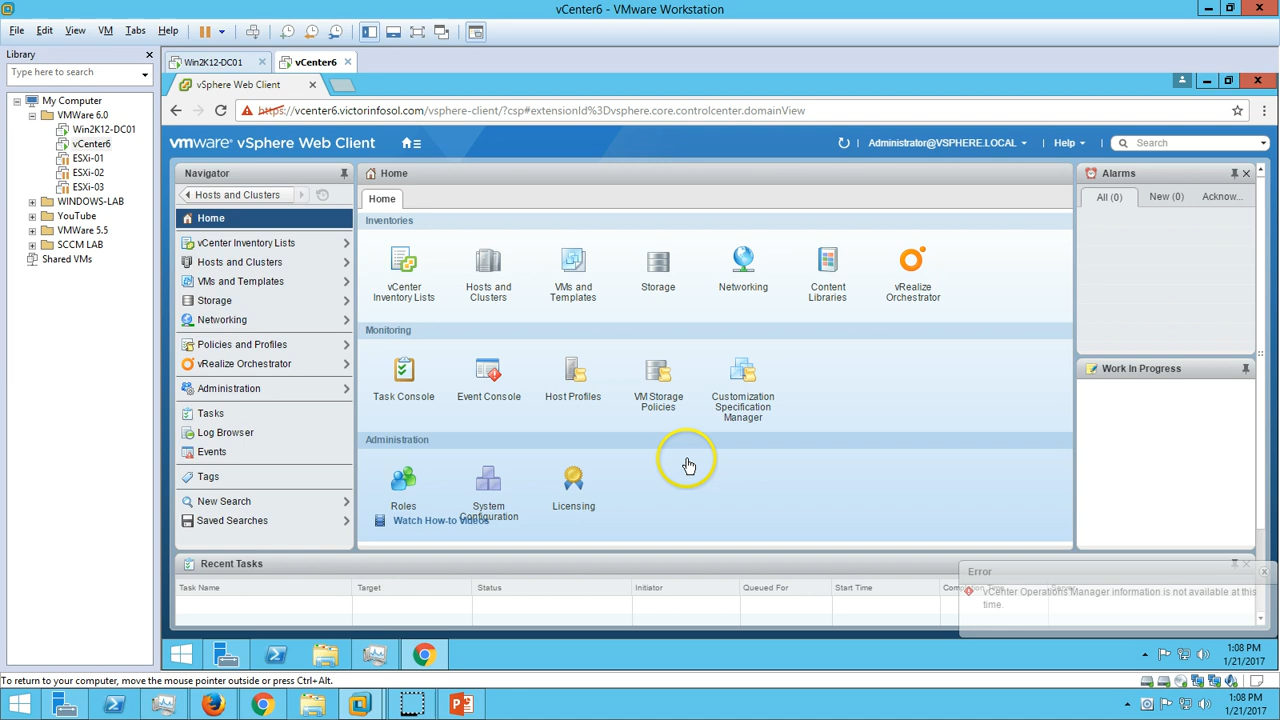 vCenter6 - VMware Workstation
File Edit View VM Tabs Help
Library
Type here to search
My Computer
VMWare 6.0
Win2K12-DC01
vCenter6
ESXi-01
ESXi-02
ESXi-03
WINDOWS-LAB
YouTube
VMWare 5.5
SCCM LAB
Shared VMs
Win2K12-DC01
vCenter6
vSphere Web Client
https://vcenter6.victorinfosol.com/vsphere-client/?csp#extensionId%3Dvsphere.core.controlcenter.domainView
vmware® vSphere Web Client
Administrator@VSPHERE.LOCAL
Help
Search
Navigator
Hosts and Clusters
Home
vCenter Inventory Lists
Hosts and Clusters
VMs and Templates
Storage
Networking
Policies and Profiles
vRealize Orchestrator
Administration
Tasks
Log Browser
Events
Tags
New Search
Saved Searches
Home
Home
Inventories
vCenter
Inventory Lists
Hosts and
Clusters
VMs and
Templates
Storage
Networking
Content
Libraries
vRealize
Orchestrator
Monitoring
Task Console
Event Console
Host Profiles
VM Storage
Policies
Customization
Specification
Manager
Administration
Roles
System
Configuration
Licensing
Watch How-to Videos
Alarms
All (0) New (0) Acknow...
Work In Progress
Recent Tasks
Task Name Target Status Initiator Queued For Start Time Completion Time Server
Error
vCenter Operations Manager information is not available at this
time.
1:08 PM
1/21/2017
To return to your computer, move the mouse pointer outside or press Ctrl+Alt.
1:08 PM
1/21/2017